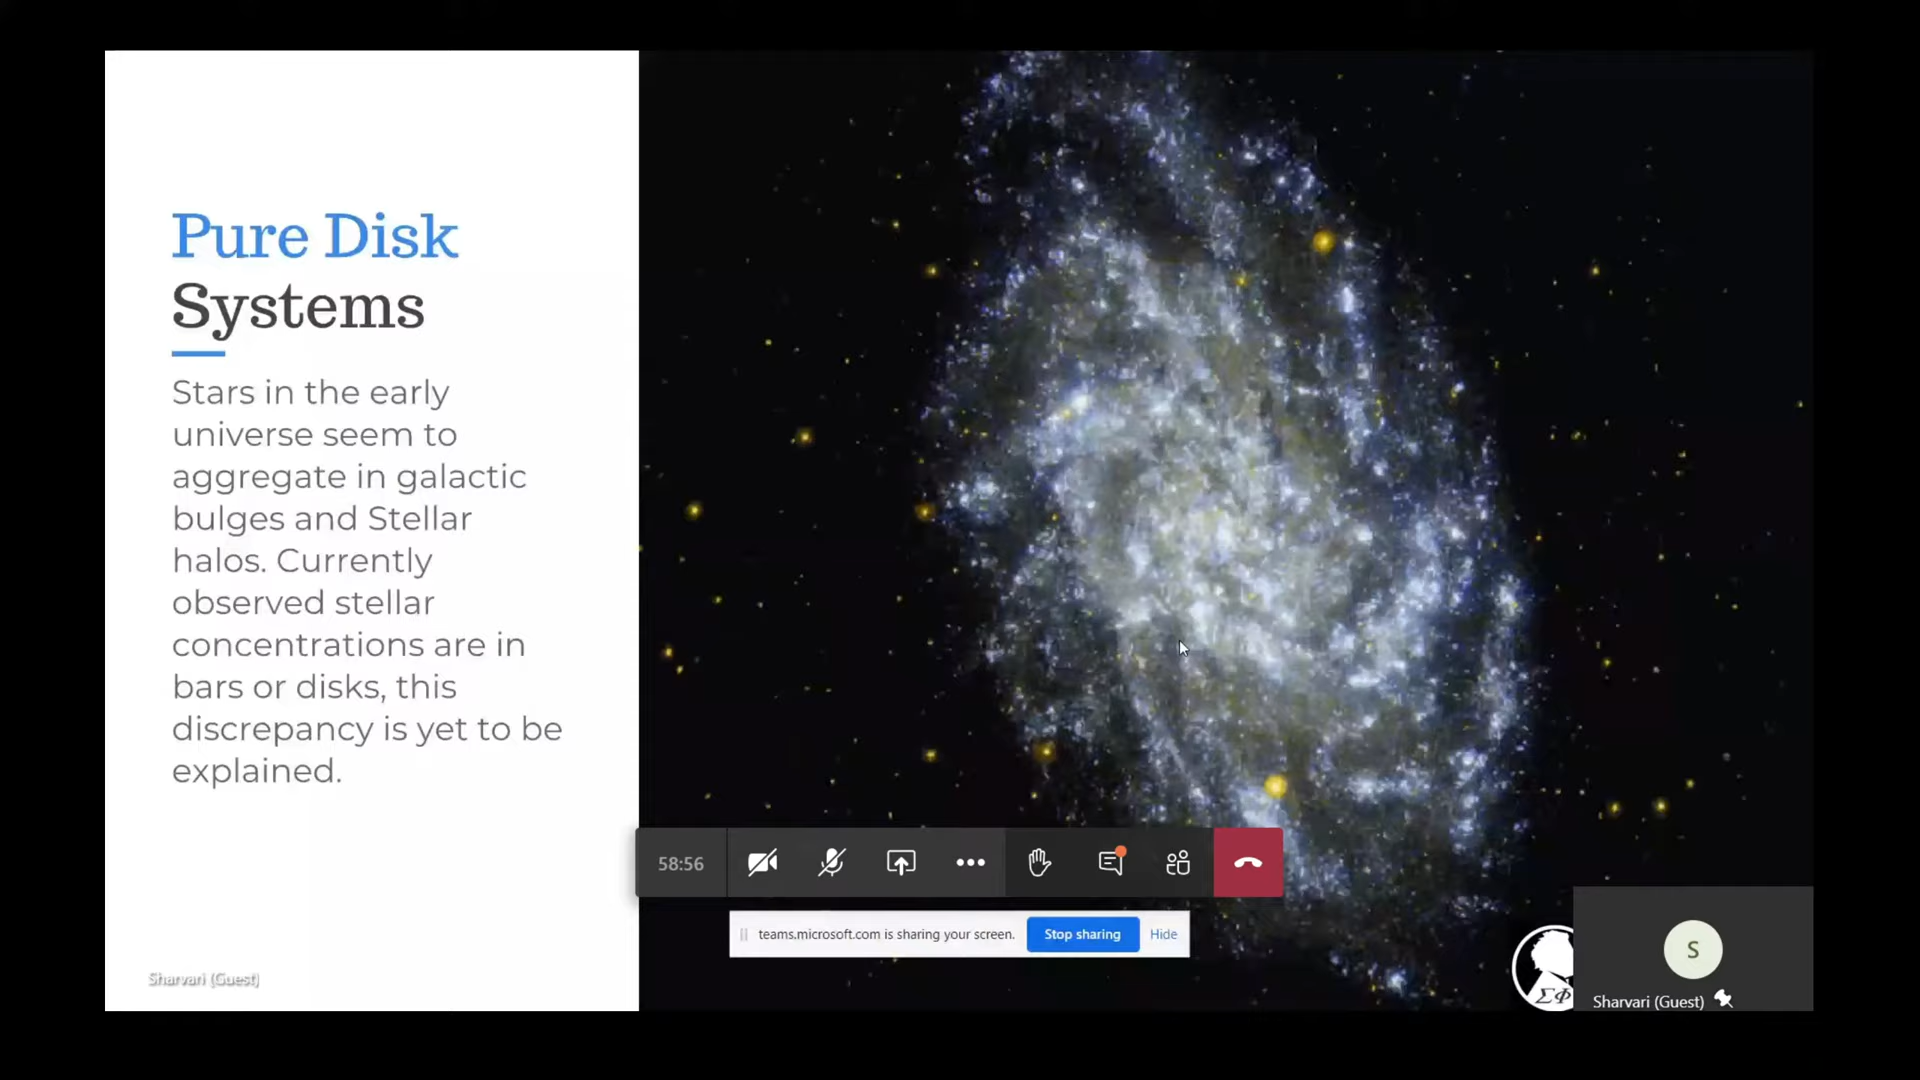 Pure Disk
Systems
Stars in the early
universe seem to
aggregate in galactic
bulges and Stellar
halos. Currently
observed stellar
concentrations are in
bars or disks, this
discrepancy is yet to be
explained.
58:56
teams.microsoft.com is sharing your screen.
Stop sharing
Hide
Sharvari (Guest)
ΣΦ
S
Sharvari (Guest)